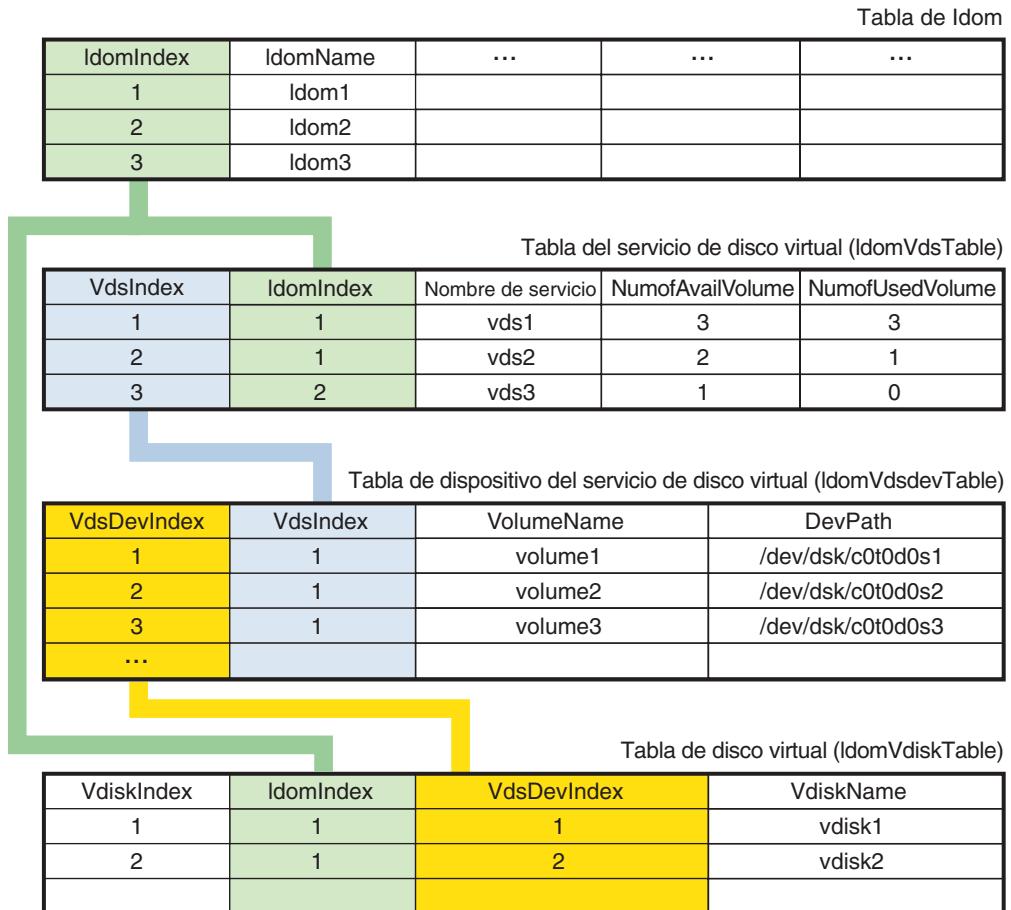 Tabla de ldom
ldomIndex ldomName ... ... ...
1 ldom1
2 ldom2
3 ldom3
Tabla del servicio de disco virtual (ldomVdsTable)
VdsIndex ldomIndex Nombre de servicio NumofAvailVolume NumofUsedVolume
1 1 vds1 3 3
2 1 vds2 2 1
3 2 vds3 1 0
Tabla de dispositivo del servicio de disco virtual (ldomVdsdevTable)
VdsDevIndex VdsIndex VolumeName DevPath
1 1 volume1 /dev/dsk/c0t0d0s1
2 1 volume2 /dev/dsk/c0t0d0s2
3 1 volume3 /dev/dsk/c0t0d0s3
...
Tabla de disco virtual (ldomVdiskTable)
VdiskIndex ldomIndex VdsDevIndex VdiskName
1 1 1 vdisk1
2 1 2 vdisk2